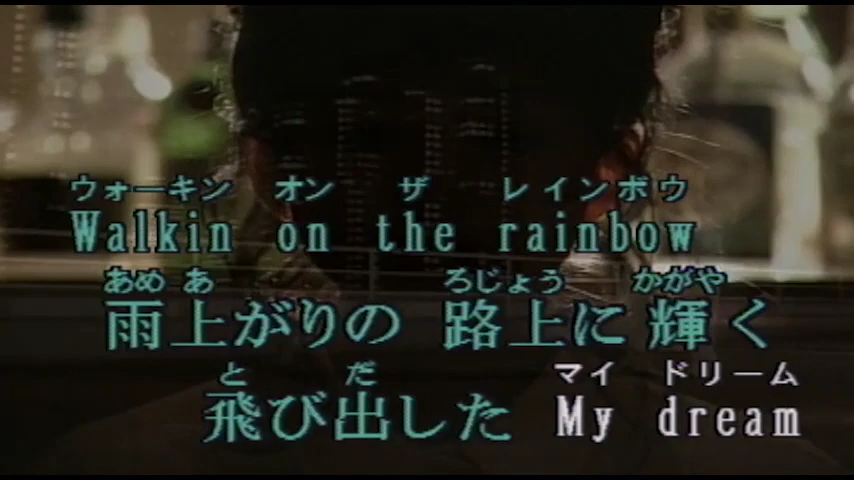 ウォーキン オン ザ レインボウ
Walkin on the rainbow
あめ あ ろじょう かがや
雨上がりの 路上に 輝く
と だ マイ ドリーム
飛び出した My dream